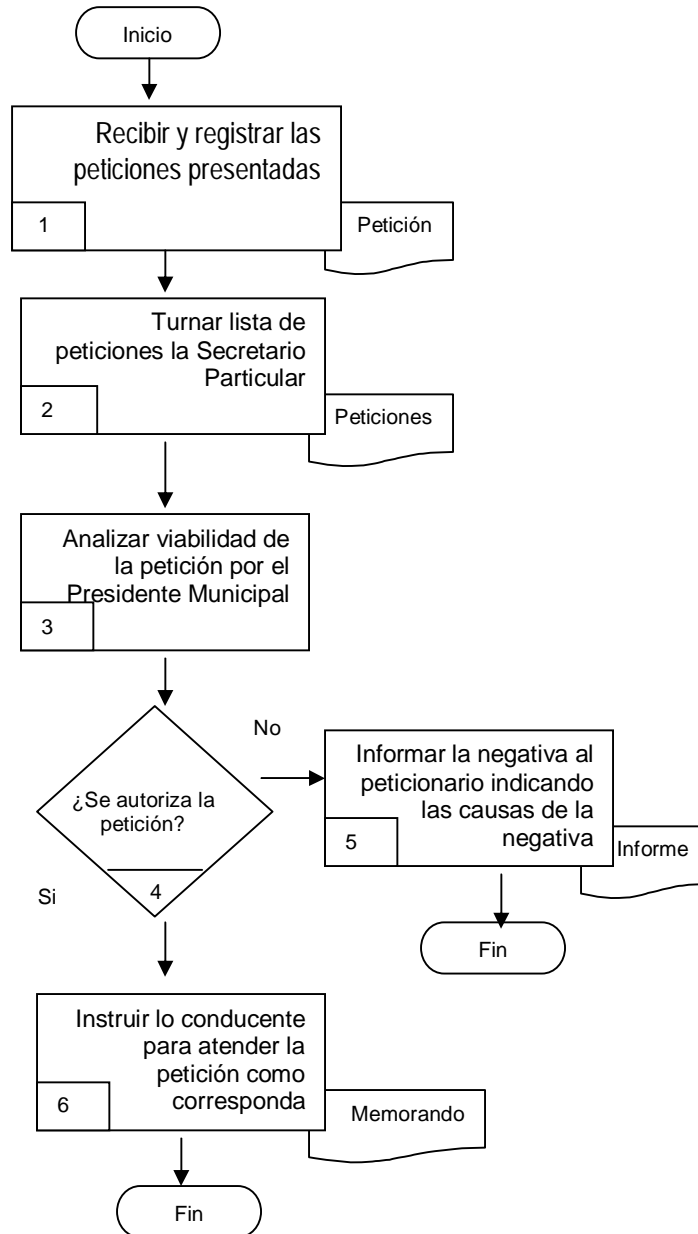 Inicio
Recibir y registrar las
peticiones presentadas
1
Petición
Turnar lista de
peticiones la Secretario
Particular
2
Peticiones
Analizar viabilidad de
la petición por el
Presidente Municipal
3
No
¿Se autoriza la
petición?
4
Si
Informar la negativa al
peticionario indicando
las causas de la
negativa
5
Informe
Fin
Instruir lo conducente
para atender la
petición como
corresponda
6
Memorando
Fin